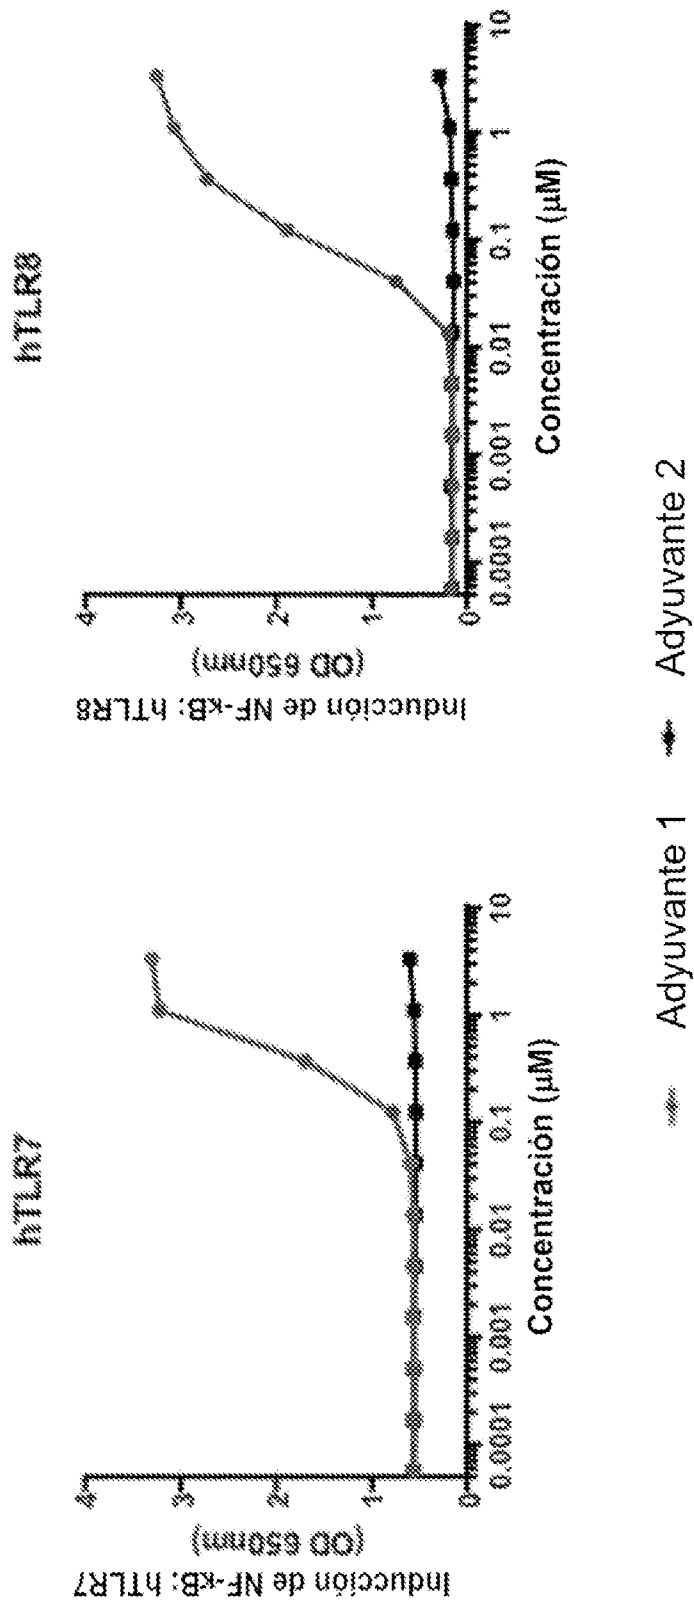 hTLR7
Inducción de NF-κB: hTLR7
(OD 650nm)
4
3
2
1
0
0.0001 0.001 0.01 0.1 1 10
Concentración (μM)
hTLR8
Inducción de NF-κB: hTLR8
(OD 650nm)
4
3
2
1
0
0.0001 0.001 0.01 0.1 1 10
Concentración (μM)
Adyuvante 1 Adyuvante 2